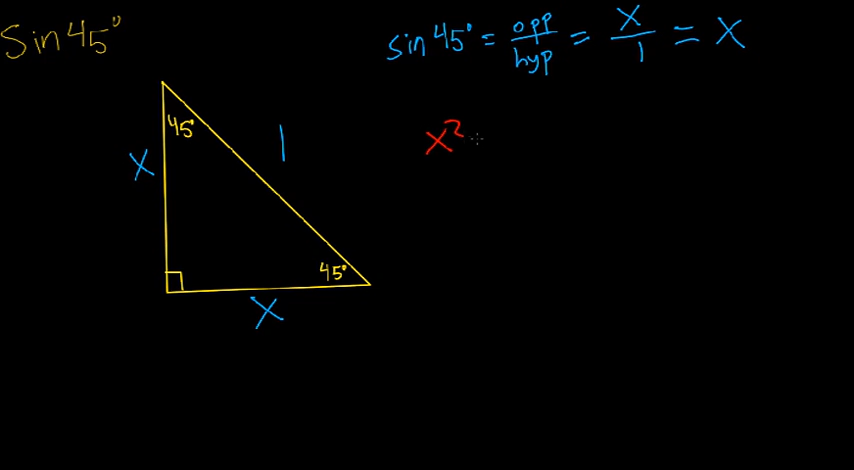 Sin 45°
sin 45° = opp/hyp = x/1 = x
45°
1
x
x²
45°
x